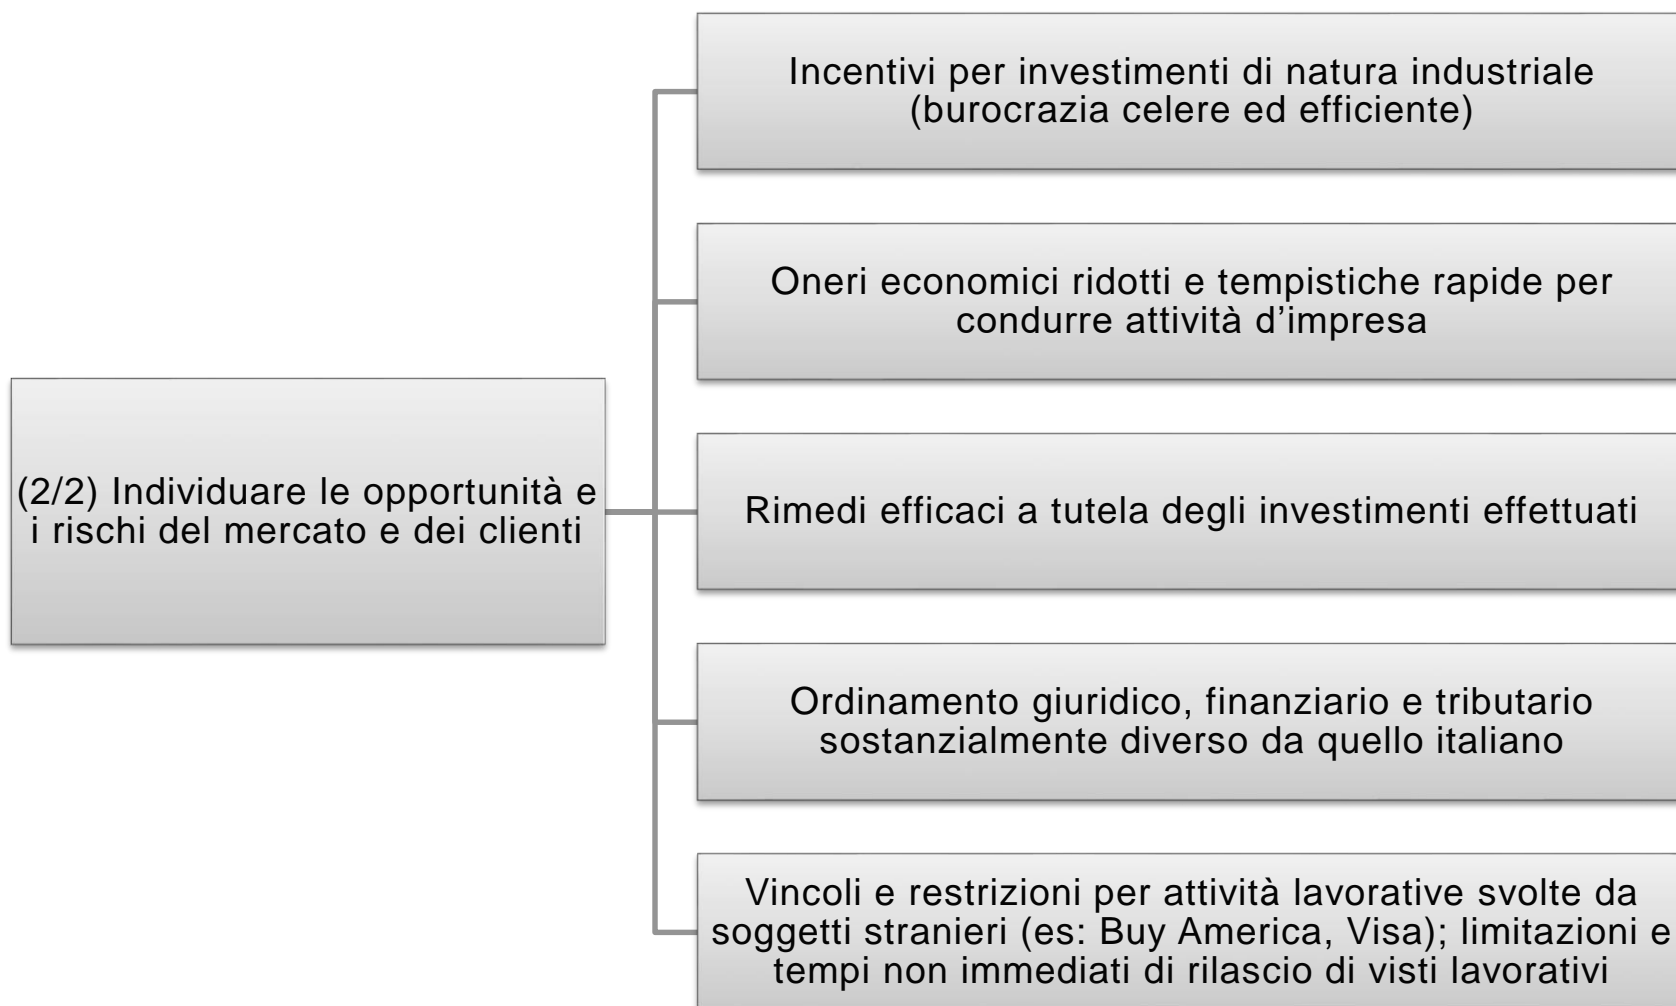 Incentivi per investimenti di natura industriale
(burocrazia celere ed efficiente)
Oneri economici ridotti e tempistiche rapide per
condurre attività d’impresa
(2/2) Individuare le opportunità e
i rischi del mercato e dei clienti
Rimedi efficaci a tutela degli investimenti effettuati
Ordinamento giuridico, finanziario e tributario
sostanzialmente diverso da quello italiano
Vincoli e restrizioni per attività lavorative svolte da
soggetti stranieri (es: Buy America, Visa); limitazioni e
tempi non immediati di rilascio di visti lavorativi